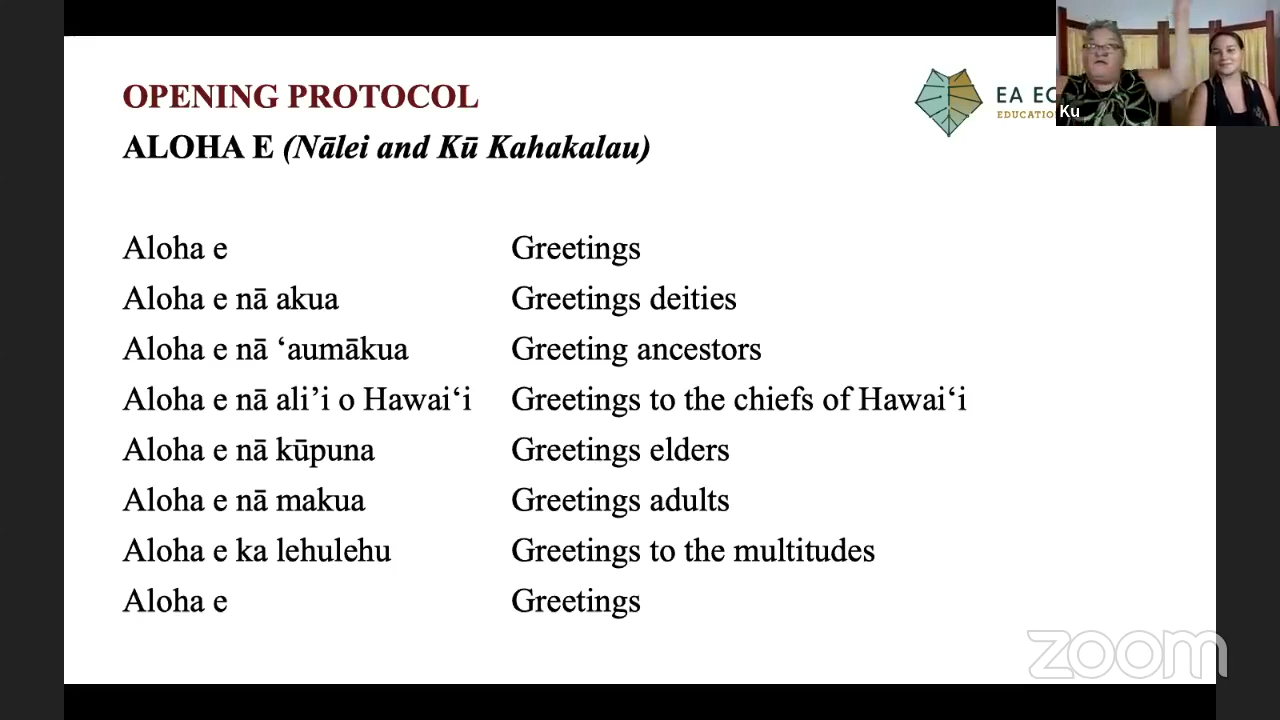 OPENING PROTOCOL
ALOHA E (Nālei and Kū Kahakalau)
Aloha e Greetings
Aloha e nā akua Greetings deities
Aloha e nā ‘aumākua Greeting ancestors
Aloha e nā ali’i o Hawai‘i Greetings to the chiefs of Hawai‘i
Aloha e nā kūpuna Greetings elders
Aloha e nā makua Greetings adults
Aloha e ka lehulehu Greetings to the multitudes
Aloha e Greetings
EA
Ku
zoom